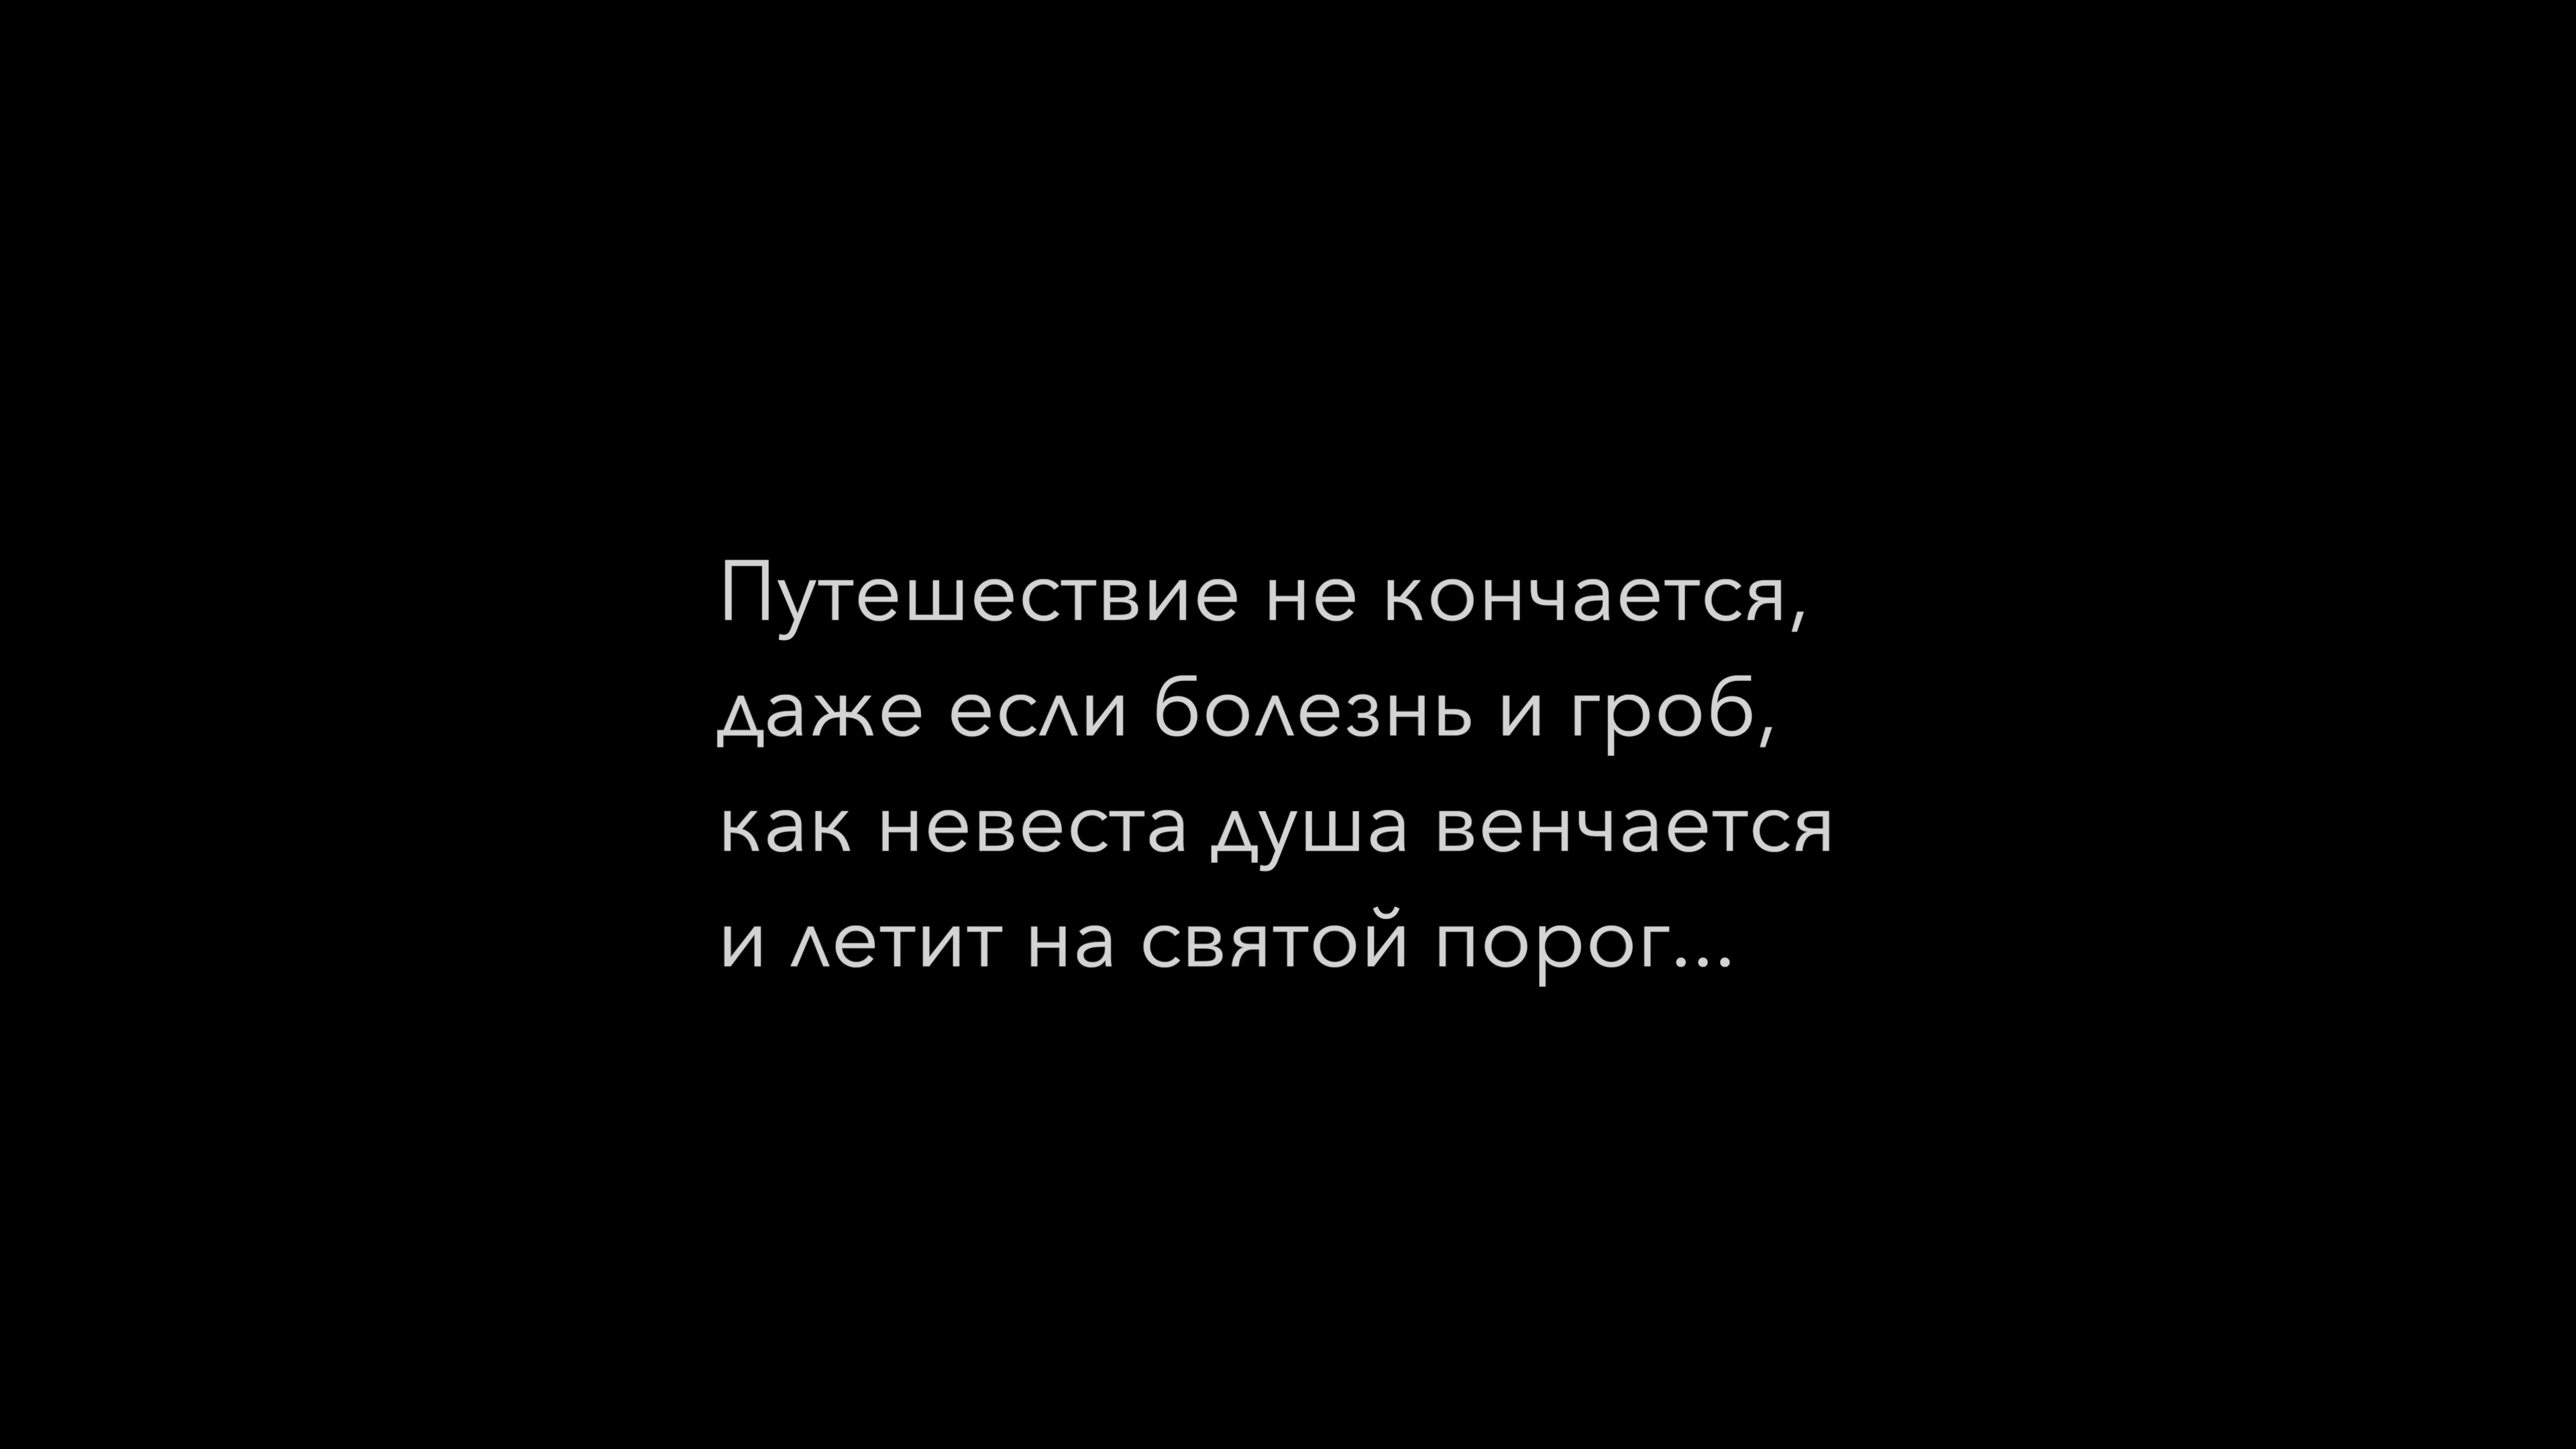 Путешествие не кончается,
даже если болезнь и гроб,
как невеста душа венчается
и летит на святой порог...